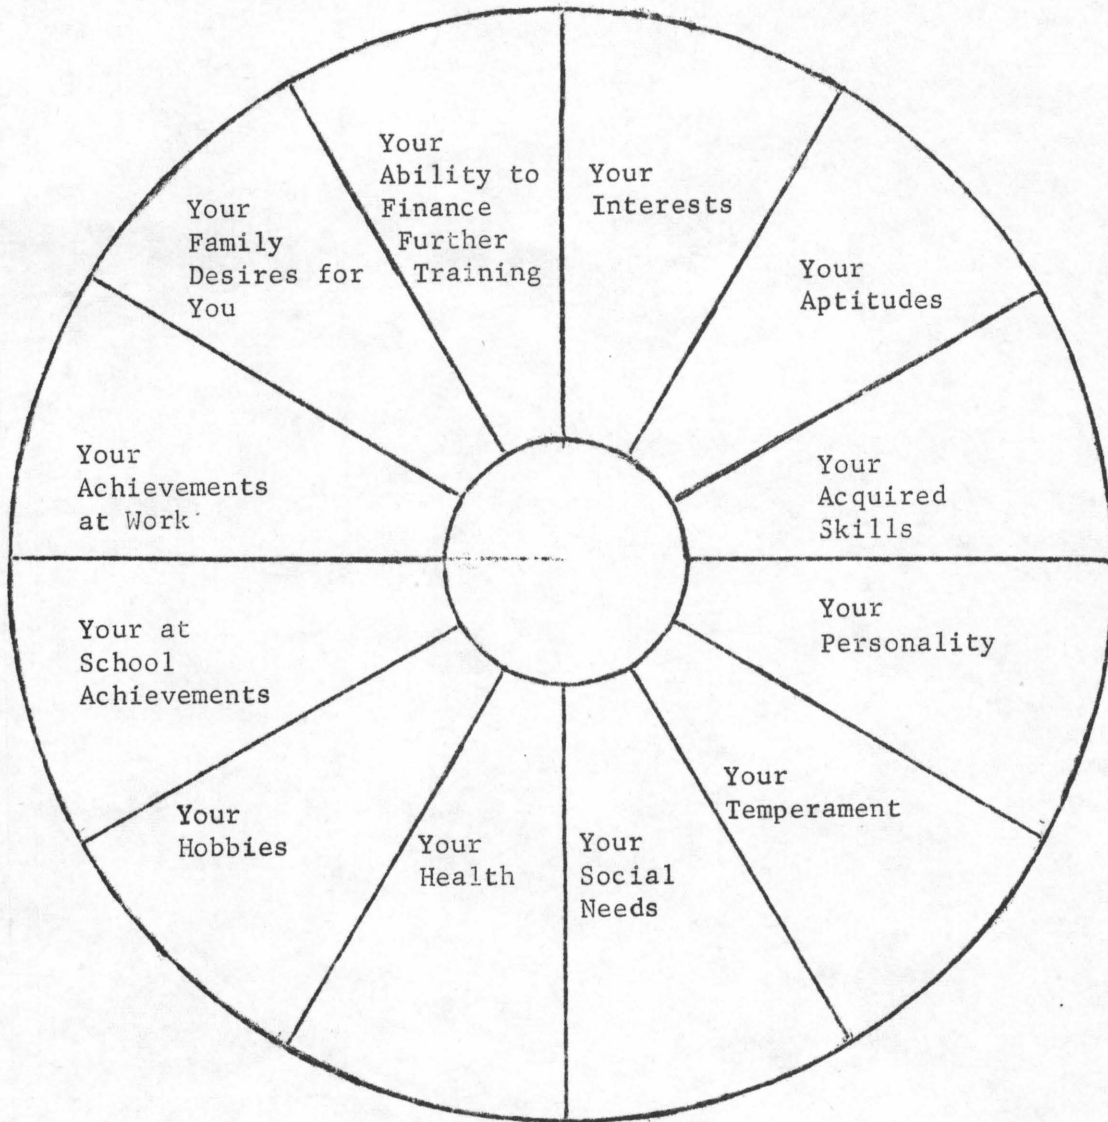 Your
Ability to
Finance
Further
Training
Your
Interests
Your
Family
Desires for
You
Your
Aptitudes
Your
Achievements
at Work
Your
Acquired
Skills
Your at
School
Achievements
Your
Personality
Your
Hobbies
Your
Health
Your
Social
Needs
Your
Temperament